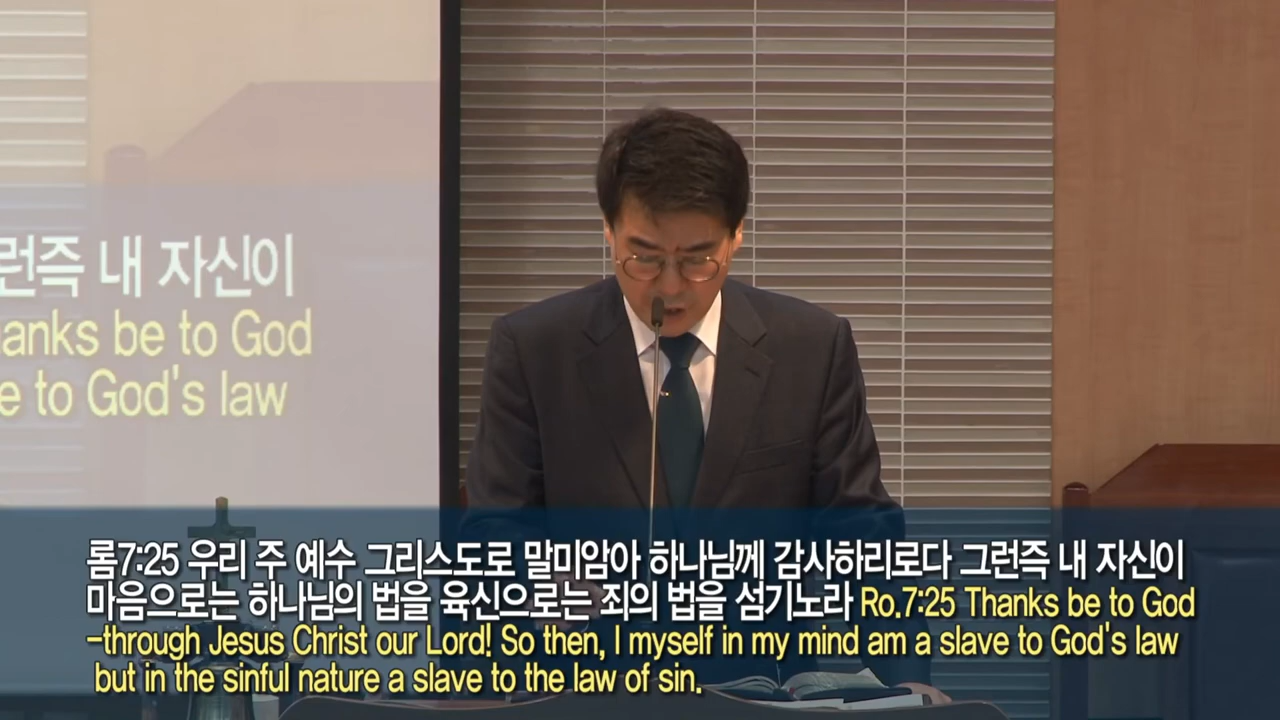 런즉 내 자신이
anks be to God
e to God's law
롬7:25 우리 주 예수 그리스도로 말미암아 하나님께 감사하리로다 그런즉 내 자신이
마음으로는 하나님의 법을 육신으로는 죄의 법을 섬기노라 Ro.7:25 Thanks be to God
-through Jesus Christ our Lord! So then, I myself in my mind am a slave to God's law
but in the sinful nature a slave to the law of sin.